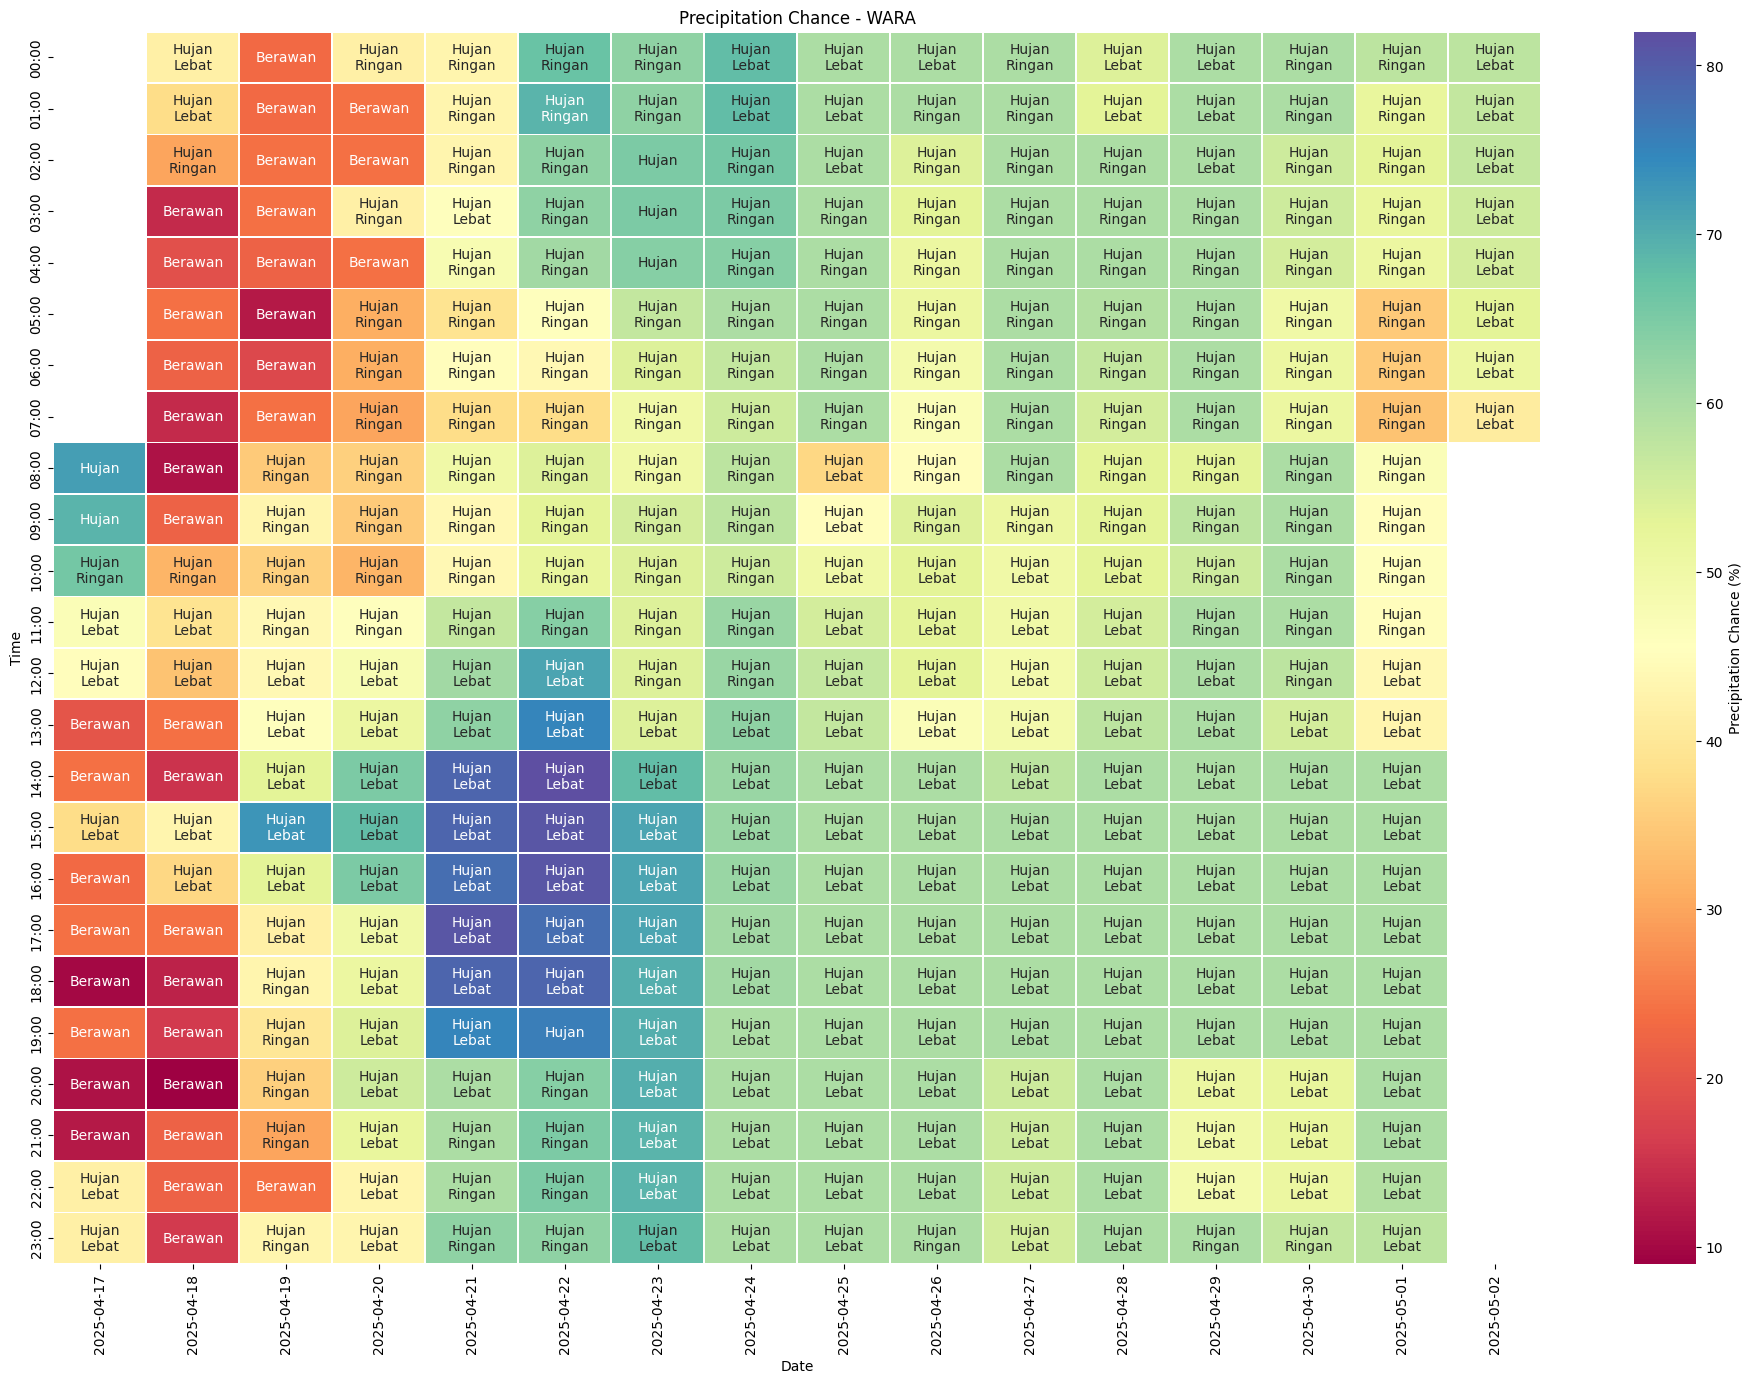 Precipitation Chance - WARA
00:00 Hujan Lebat Berawan Hujan Ringan Hujan Ringan Hujan Ringan Hujan Ringan Hujan Lebat Hujan Lebat Hujan Lebat Hujan Ringan Hujan Lebat Hujan Lebat Hujan Ringan Hujan Ringan Hujan Lebat
01:00 Hujan Lebat Berawan Berawan Hujan Ringan Hujan Ringan Hujan Ringan Hujan Lebat Hujan Lebat Hujan Ringan Hujan Ringan Hujan Lebat Hujan Lebat Hujan Ringan Hujan Ringan Hujan Lebat
02:00 Hujan Ringan Berawan Berawan Hujan Ringan Hujan Ringan Hujan Hujan Ringan Hujan Lebat Hujan Ringan Hujan Ringan Hujan Ringan Hujan Lebat Hujan Ringan Hujan Ringan Hujan Lebat
03:00 Berawan Berawan Hujan Ringan Hujan Lebat Hujan Ringan Hujan Hujan Ringan Hujan Ringan Hujan Ringan Hujan Ringan Hujan Ringan Hujan Ringan Hujan Ringan Hujan Ringan Hujan Lebat
04:00 Berawan Berawan Berawan Hujan Ringan Hujan Ringan Hujan Hujan Ringan Hujan Ringan Hujan Ringan Hujan Ringan Hujan Ringan Hujan Ringan Hujan Ringan Hujan Ringan Hujan Lebat
05:00 Berawan Berawan Hujan Ringan Hujan Ringan Hujan Ringan Hujan Ringan Hujan Ringan Hujan Ringan Hujan Ringan Hujan Ringan Hujan Ringan Hujan Ringan Hujan Ringan Hujan Ringan Hujan Lebat
06:00 Berawan Berawan Hujan Ringan Hujan Ringan Hujan Ringan Hujan Ringan Hujan Ringan Hujan Ringan Hujan Ringan Hujan Ringan Hujan Ringan Hujan Ringan Hujan Ringan Hujan Ringan Hujan Lebat
07:00 Berawan Berawan Hujan Ringan Hujan Ringan Hujan Ringan Hujan Ringan Hujan Ringan Hujan Ringan Hujan Ringan Hujan Ringan Hujan Ringan Hujan Ringan Hujan Ringan Hujan Ringan Hujan Lebat
08:00 Hujan Berawan Hujan Ringan Hujan Ringan Hujan Ringan Hujan Ringan Hujan Ringan Hujan Ringan Hujan Lebat Hujan Ringan Hujan Ringan Hujan Ringan Hujan Ringan Hujan Ringan Hujan Ringan
09:00 Hujan Berawan Hujan Ringan Hujan Ringan Hujan Ringan Hujan Ringan Hujan Ringan Hujan Ringan Hujan Lebat Hujan Ringan Hujan Ringan Hujan Ringan Hujan Ringan Hujan Ringan Hujan Ringan
10:00 Hujan Ringan Hujan Ringan Hujan Ringan Hujan Ringan Hujan Ringan Hujan Ringan Hujan Ringan Hujan Ringan Hujan Lebat Hujan Lebat Hujan Lebat Hujan Lebat Hujan Ringan Hujan Ringan Hujan Ringan
11:00 Hujan Lebat Hujan Lebat Hujan Ringan Hujan Ringan Hujan Ringan Hujan Ringan Hujan Ringan Hujan Ringan Hujan Lebat Hujan Lebat Hujan Lebat Hujan Lebat Hujan Ringan Hujan Ringan Hujan Ringan
12:00 Hujan Lebat Hujan Lebat Hujan Lebat Hujan Lebat Hujan Lebat Hujan Lebat Hujan Ringan Hujan Ringan Hujan Lebat Hujan Lebat Hujan Lebat Hujan Lebat Hujan Lebat Hujan Ringan Hujan Lebat
13:00 Berawan Berawan Hujan Lebat Hujan Lebat Hujan Lebat Hujan Lebat Hujan Lebat Hujan Lebat Hujan Lebat Hujan Lebat Hujan Lebat Hujan Lebat Hujan Lebat Hujan Lebat Hujan Lebat
14:00 Berawan Berawan Hujan Lebat Hujan Lebat Hujan Lebat Hujan Lebat Hujan Lebat Hujan Lebat Hujan Lebat Hujan Lebat Hujan Lebat Hujan Lebat Hujan Lebat Hujan Lebat Hujan Lebat
15:00 Hujan Lebat Hujan Lebat Hujan Lebat Hujan Lebat Hujan Lebat Hujan Lebat Hujan Lebat Hujan Lebat Hujan Lebat Hujan Lebat Hujan Lebat Hujan Lebat Hujan Lebat Hujan Lebat Hujan Lebat
16:00 Berawan Hujan Lebat Hujan Lebat Hujan Lebat Hujan Lebat Hujan Lebat Hujan Lebat Hujan Lebat Hujan Lebat Hujan Lebat Hujan Lebat Hujan Lebat Hujan Lebat Hujan Lebat Hujan Lebat
17:00 Berawan Berawan Hujan Lebat Hujan Lebat Hujan Lebat Hujan Lebat Hujan Lebat Hujan Lebat Hujan Lebat Hujan Lebat Hujan Lebat Hujan Lebat Hujan Lebat Hujan Lebat Hujan Lebat
18:00 Berawan Berawan Hujan Ringan Hujan Lebat Hujan Lebat Hujan Lebat Hujan Lebat Hujan Lebat Hujan Lebat Hujan Lebat Hujan Lebat Hujan Lebat Hujan Lebat Hujan Lebat Hujan Lebat
19:00 Berawan Berawan Hujan Ringan Hujan Lebat Hujan Lebat Hujan Hujan Lebat Hujan Lebat Hujan Lebat Hujan Lebat Hujan Lebat Hujan Lebat Hujan Lebat Hujan Lebat Hujan Lebat
20:00 Berawan Berawan Hujan Ringan Hujan Lebat Hujan Lebat Hujan Ringan Hujan Lebat Hujan Lebat Hujan Lebat Hujan Lebat Hujan Lebat Hujan Lebat Hujan Lebat Hujan Lebat Hujan Lebat
21:00 Berawan Berawan Hujan Ringan Hujan Lebat Hujan Ringan Hujan Ringan Hujan Lebat Hujan Lebat Hujan Lebat Hujan Lebat Hujan Lebat Hujan Lebat Hujan Lebat Hujan Lebat Hujan Lebat
22:00 Hujan Lebat Berawan Berawan Hujan Lebat Hujan Ringan Hujan Ringan Hujan Lebat Hujan Lebat Hujan Lebat Hujan Lebat Hujan Lebat Hujan Lebat Hujan Lebat Hujan Lebat Hujan Lebat
23:00 Hujan Lebat Berawan Hujan Ringan Hujan Lebat Hujan Ringan Hujan Ringan Hujan Lebat Hujan Lebat Hujan Lebat Hujan Ringan Hujan Lebat Hujan Lebat Hujan Ringan Hujan Ringan Hujan Lebat
Time
2025-04-17 2025-04-18 2025-04-19 2025-04-20 2025-04-21 2025-04-22 2025-04-23 2025-04-24 2025-04-25 2025-04-26 2025-04-27 2025-04-28 2025-04-29 2025-04-30 2025-05-01 2025-05-02
Date
80
70
60
50
40
30
20
10
Precipitation Chance (%)